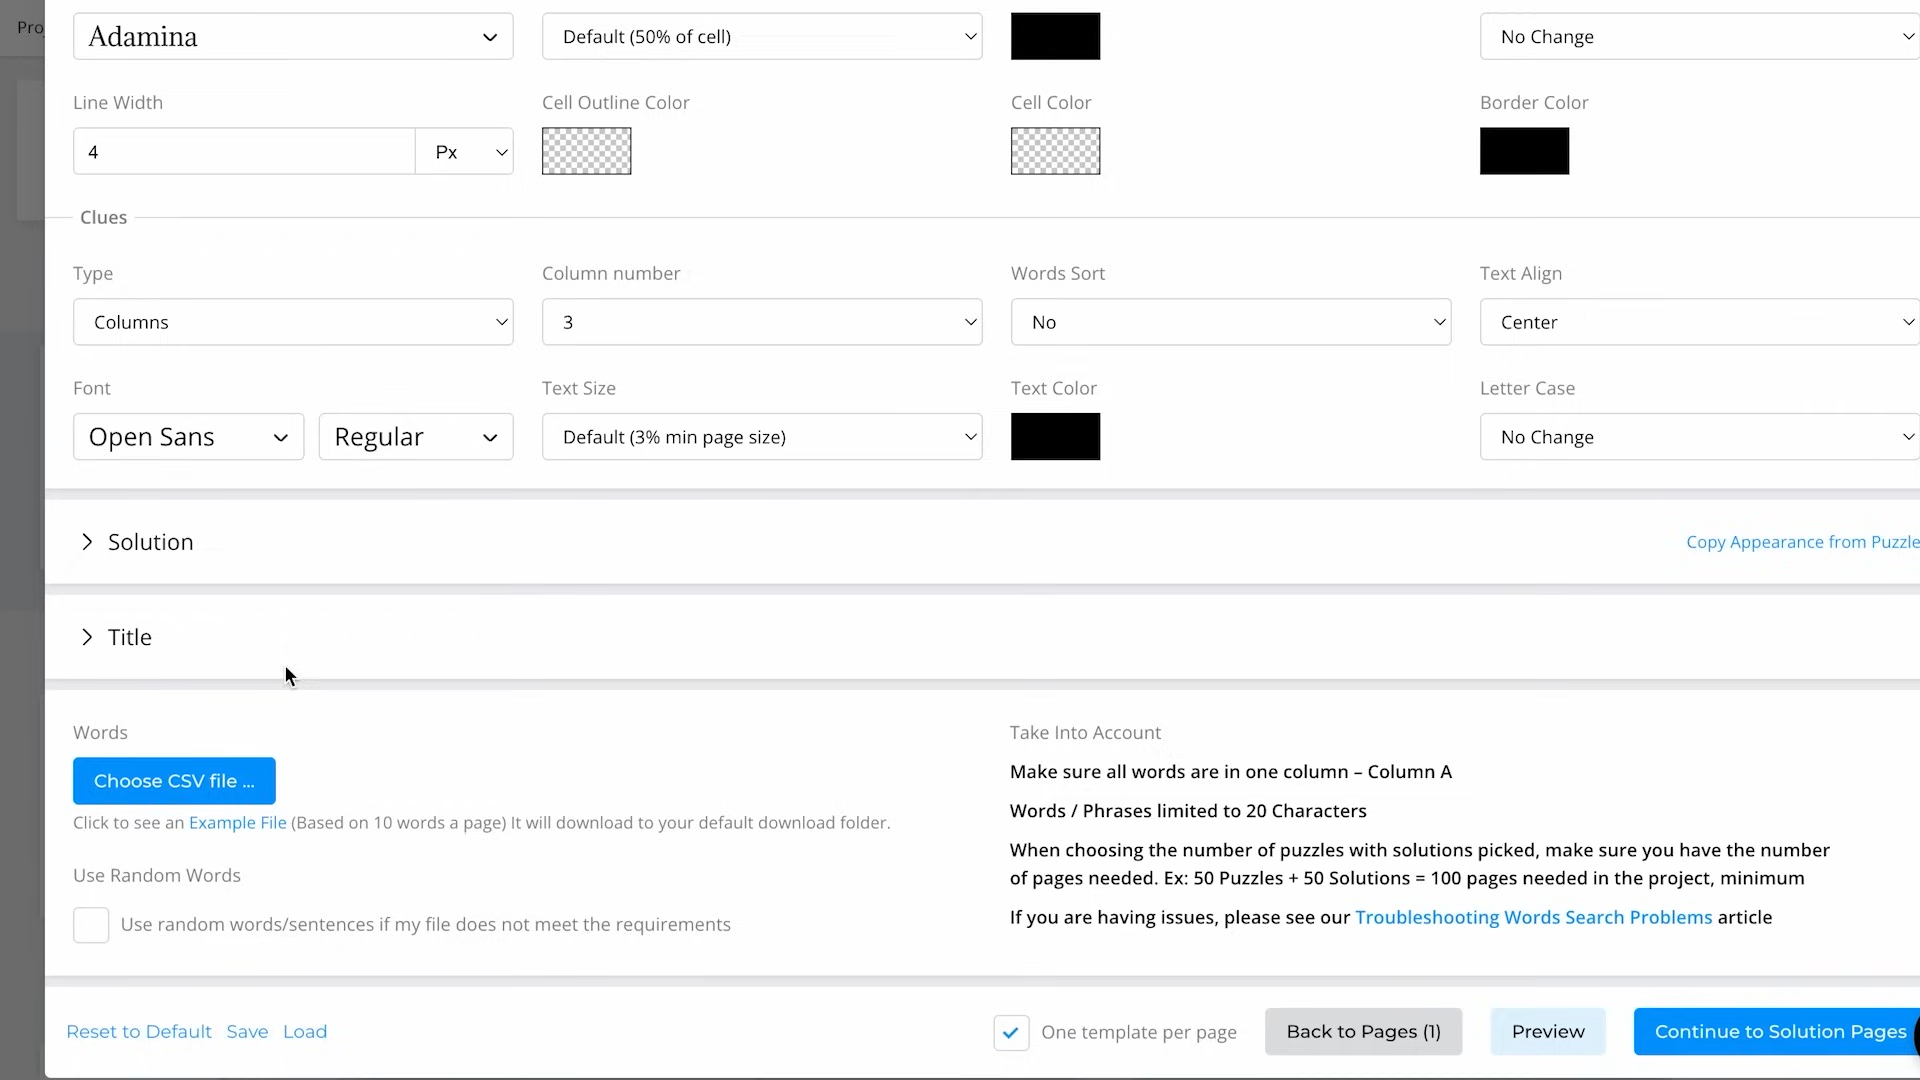 Pro
Adamina
Default (50% of cell)
No Change
Line Width
Cell Outline Color
Cell Color
Border Color
4
Px
Clues
Type
Column number
Words Sort
Text Align
Columns
3
No
Center
Font
Text Size
Text Color
Letter Case
Open Sans
Regular
Default (3% min page size)
No Change
Solution
Copy Appearance from Puzzle
Title
Words
Take Into Account
Choose CSV file ...
Make sure all words are in one column – Column A
Click to see an Example File (Based on 10 words a page) It will download to your default download folder.
Words / Phrases limited to 20 Characters
When choosing the number of puzzles with solutions picked, make sure you have the number
of pages needed. Ex: 50 Puzzles + 50 Solutions = 100 pages needed in the project, minimum
Use Random Words
Use random words/sentences if my file does not meet the requirements
If you are having issues, please see our Troubleshooting Words Search Problems article
Reset to Default
Save
Load
One template per page
Back to Pages (1)
Preview
Continue to Solution Pages